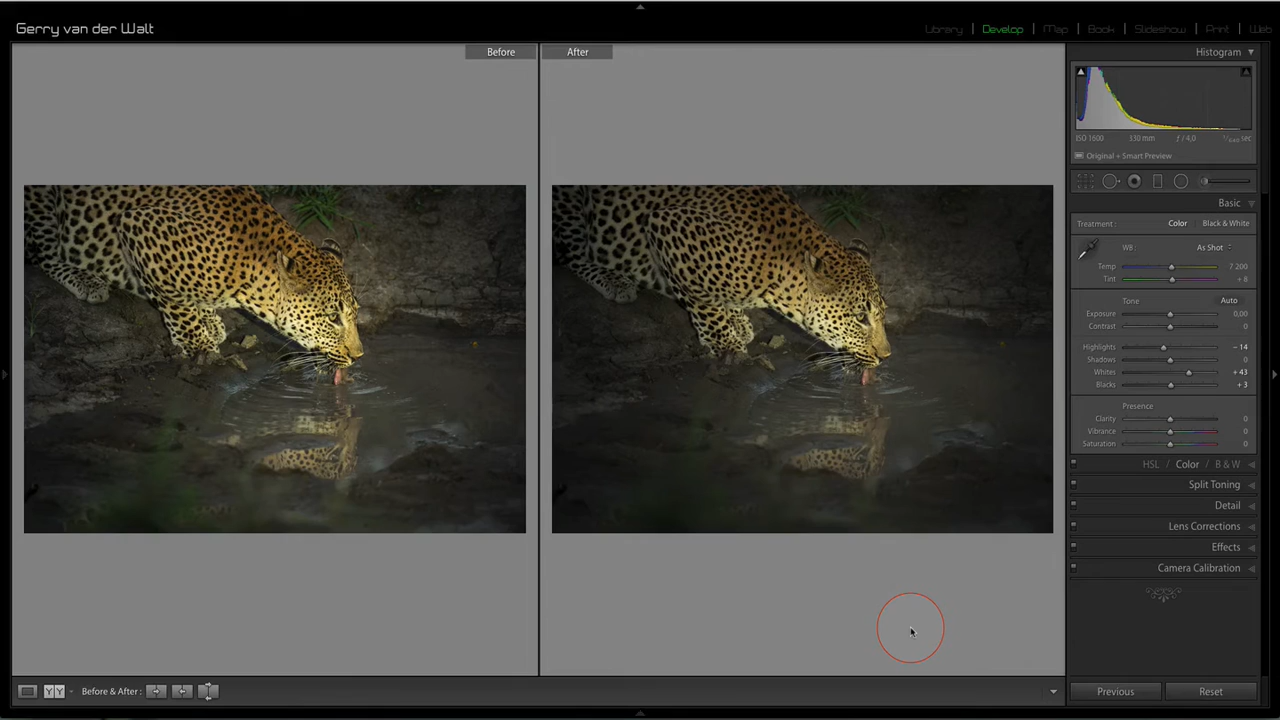 Gerry van der Walt
Library | Develop | Map | Book | Slideshow | Print | Web
Before
After
Histogram
ISO 1600 330 mm ƒ / 4,0
Original + Smart Preview
Basic
Treatment : Color Black & White
WB : As Shot
Temp 7 200
Tint + 8
Tone Auto
Exposure 0,00
Contrast 0
Highlights − 14
Shadows 0
Whites + 43
Blacks + 3
Presence
Clarity 0
Vibrance 0
Saturation 0
HSL / Color / B & W
Split Toning
Detail
Lens Corrections
Effects
Camera Calibration
YY Before & After :
Previous Reset